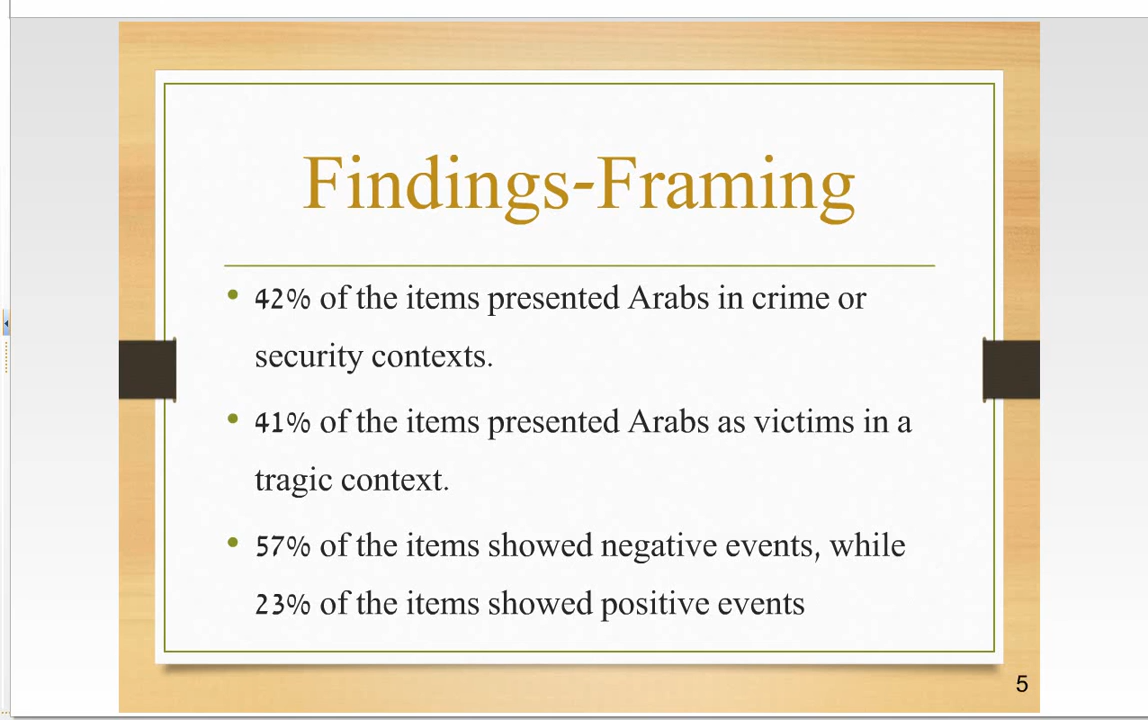 Findings-Framing
• 42% of the items presented Arabs in crime or
security contexts.
• 41% of the items presented Arabs as victims in a
tragic context.
• 57% of the items showed negative events, while
23% of the items showed positive events
5